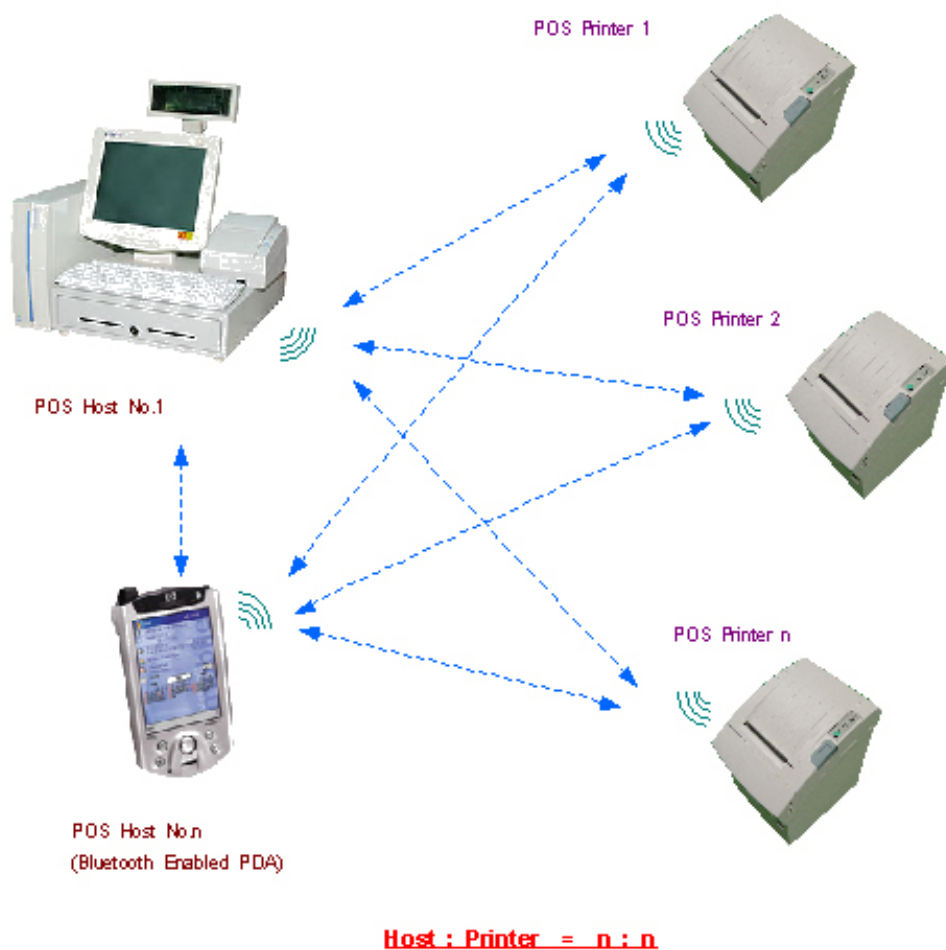 POS Printer 1
POS Printer 2
POS Host No.1
POS Printer n
POS Host No.n
(Bluetooth Enabled PDA)
Host : Printer = n : n